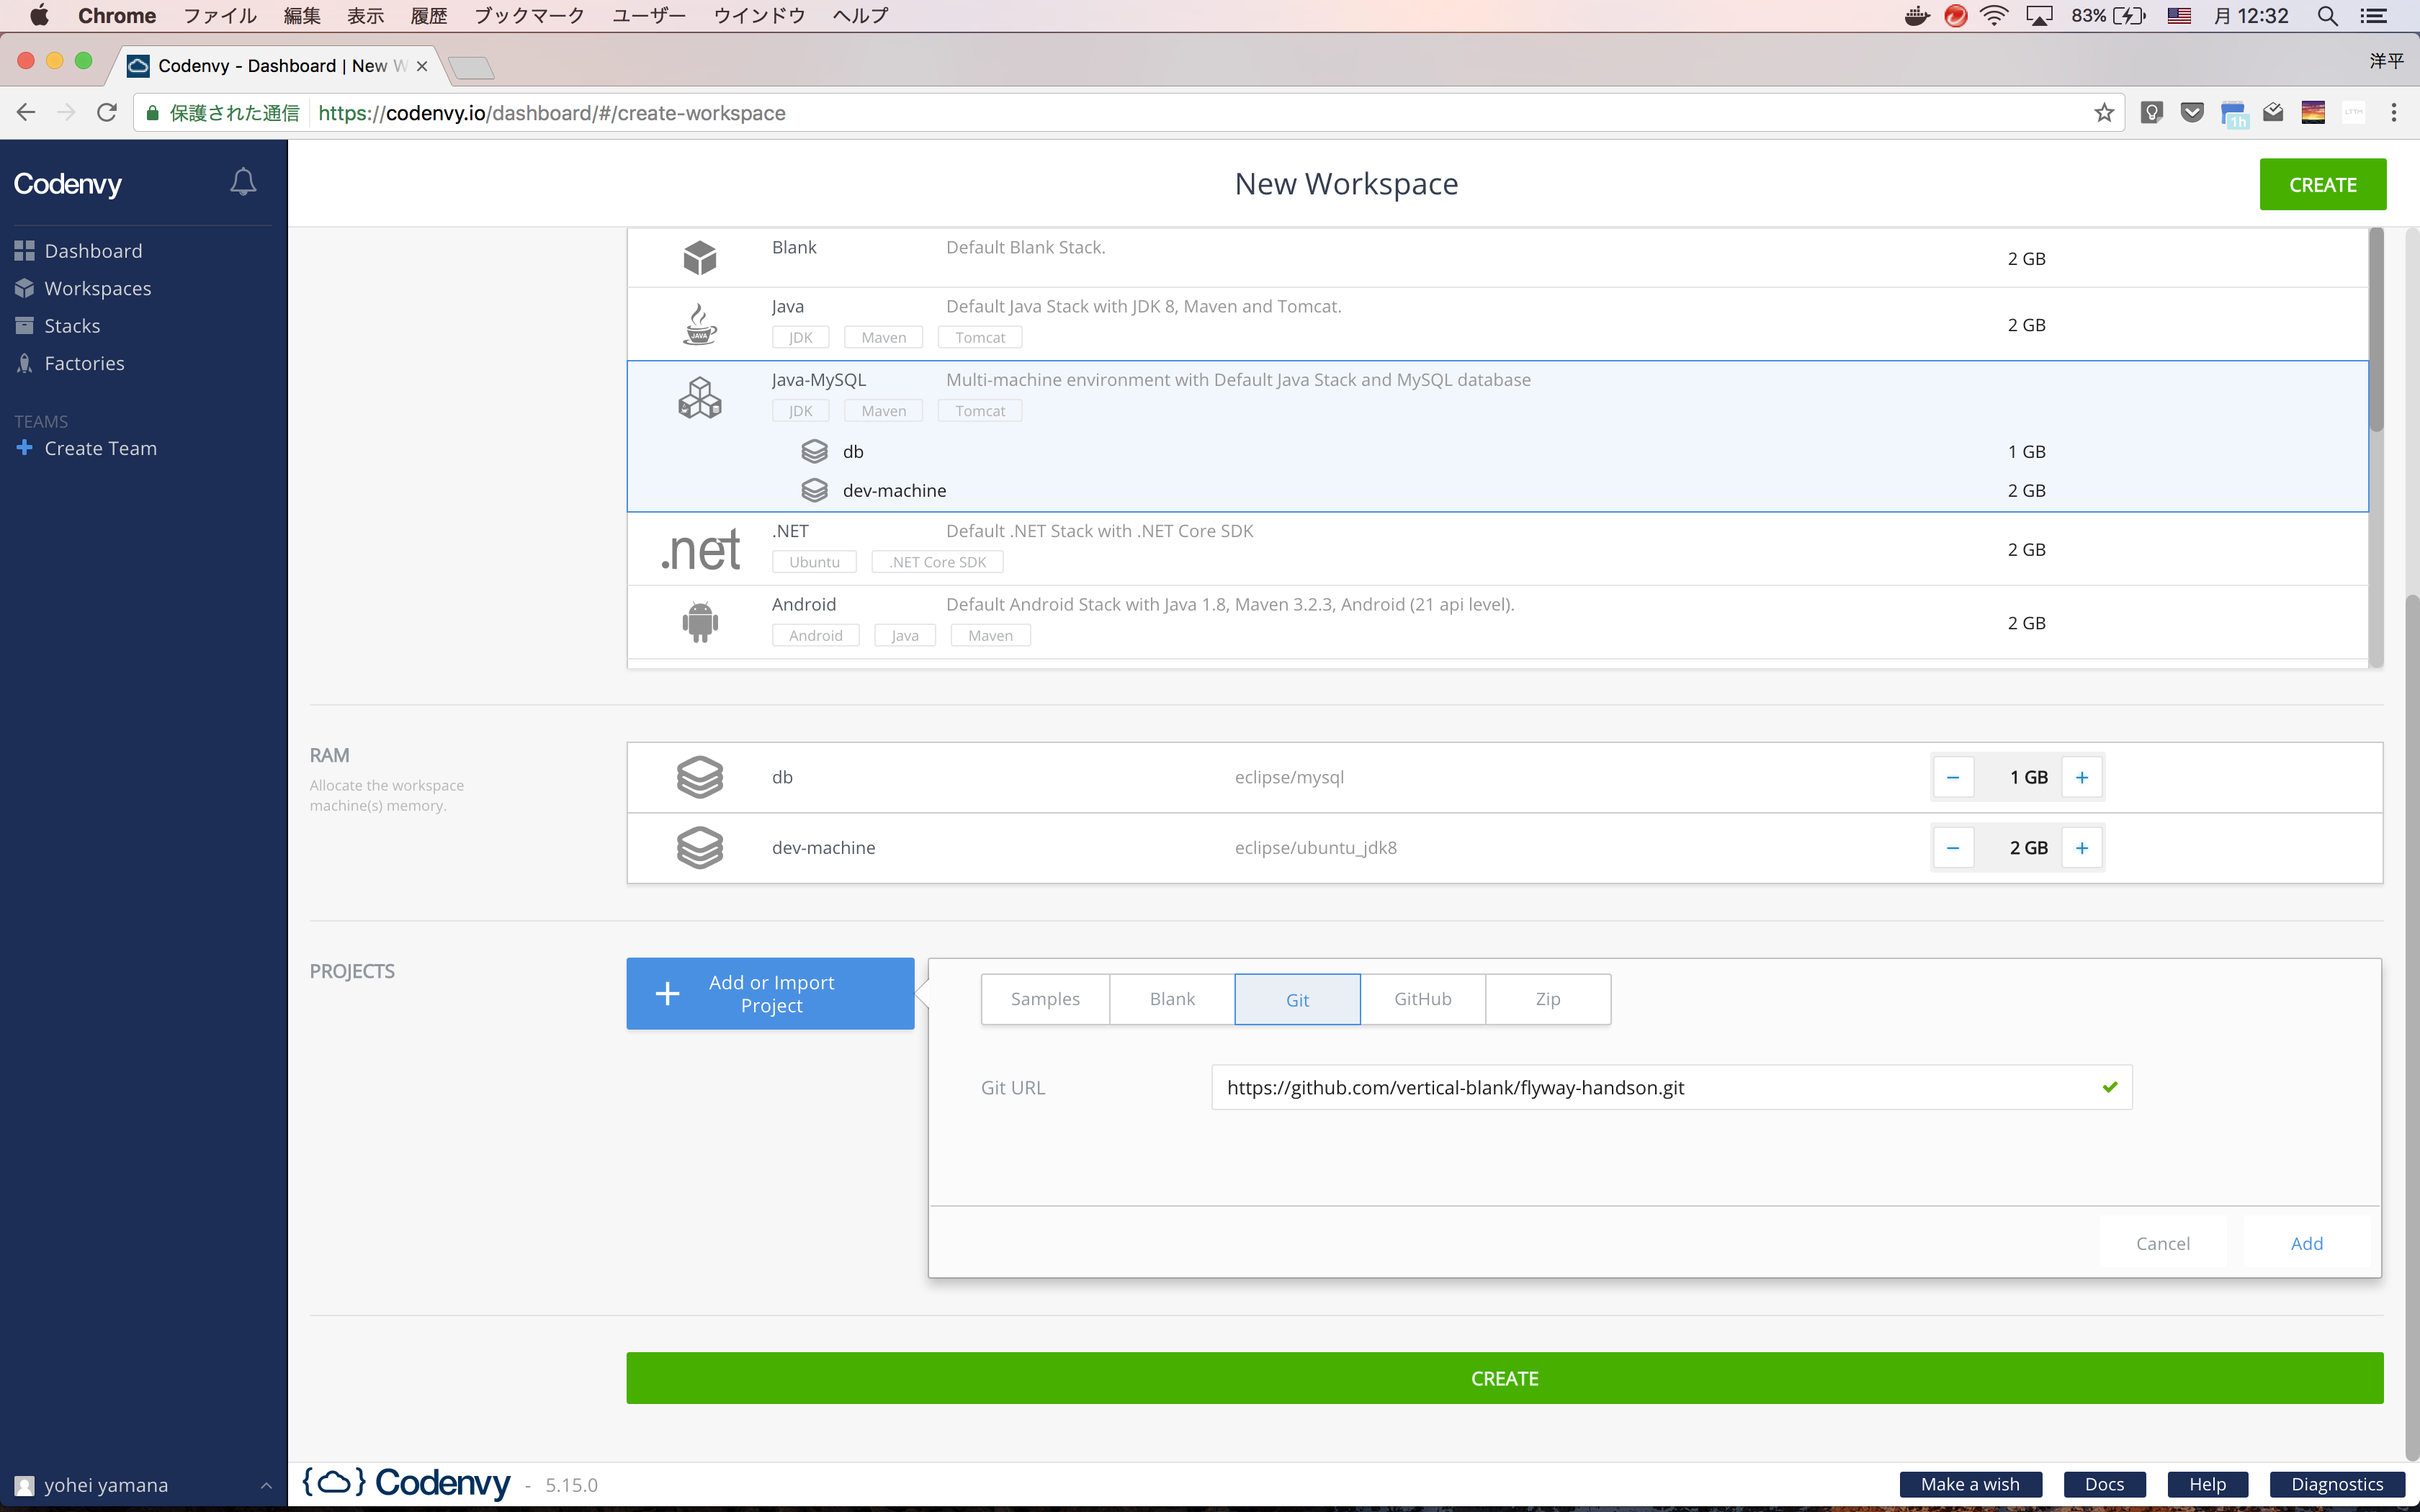 Chrome ファイル 編集 表示 履歴 ブックマーク ユーザー ウインドウ ヘルプ 83% 月 12:32
Codenvy - Dashboard | New W
洋平
保護された通信 https://codenvy.io/dashboard/#/create-workspace
1h
LTTM
Codenvy
New Workspace
CREATE
Dashboard
Workspaces
Stacks
Factories
TEAMS
Create Team
Blank Default Blank Stack. 2 GB
Java Default Java Stack with JDK 8, Maven and Tomcat. 2 GB
JAVA
JDK Maven Tomcat
Java-MySQL Multi-machine environment with Default Java Stack and MySQL database
JDK Maven Tomcat
db 1 GB
dev-machine 2 GB
.net
.NET Default .NET Stack with .NET Core SDK 2 GB
Ubuntu .NET Core SDK
Android Default Android Stack with Java 1.8, Maven 3.2.3, Android (21 api level). 2 GB
Android Java Maven
RAM
Allocate the workspace
machine(s) memory.
db eclipse/mysql − 1 GB +
dev-machine eclipse/ubuntu_jdk8 − 2 GB +
PROJECTS
Add or Import
Project
Samples Blank Git GitHub Zip
Git URL https://github.com/vertical-blank/flyway-handson.git
Cancel Add
CREATE
yohei yamana
{ } Codenvy - 5.15.0
Make a wish Docs Help Diagnostics